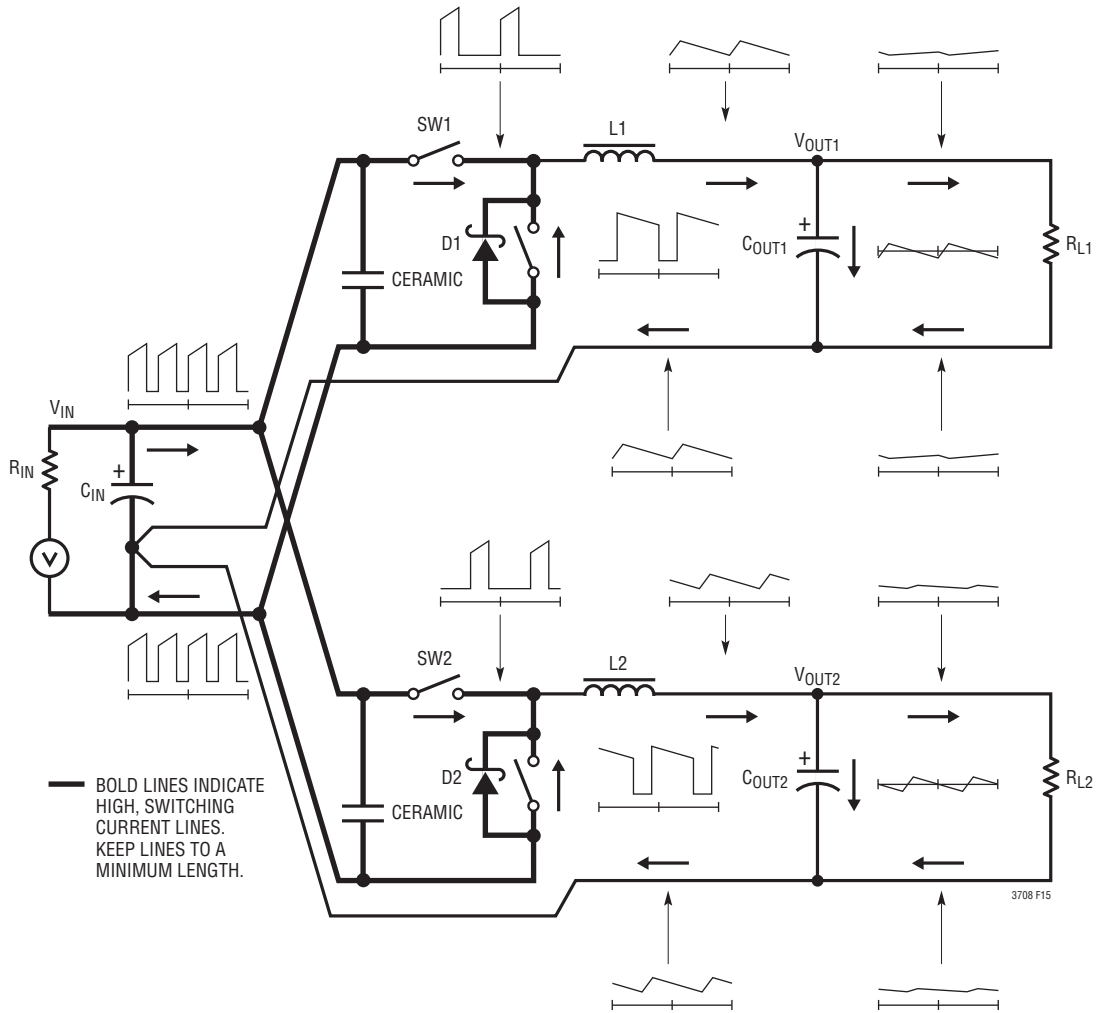 SW1
L1
VOUT1
D1
COUT1
RL1
CERAMIC
VIN
RIN
+
CIN
+
V
SW2
L2
VOUT2
D2
COUT2
+
RL2
CERAMIC
BOLD LINES INDICATE
HIGH, SWITCHING
CURRENT LINES.
KEEP LINES TO A
MINIMUM LENGTH.
3708 F15